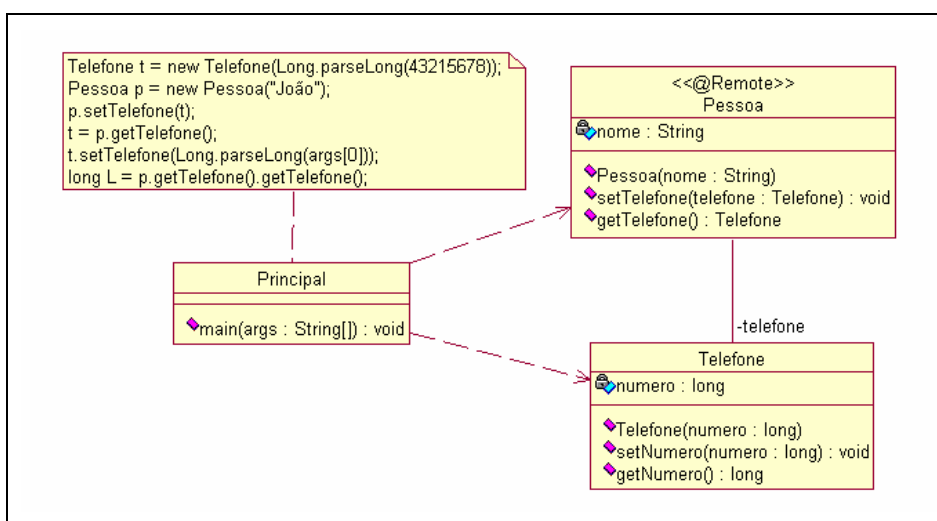 Telefone t = new Telefone(Long.parseLong(43215678));
Pessoa p = new Pessoa("João");
p.setTelefone(t);
t = p.getTelefone();
t.setTelefone(Long.parseLong(args[0]));
long L = p.getTelefone().getTelefone();
<<@Remote>>
Pessoa
nome : String
Pessoa(nome : String)
setTelefone(telefone : Telefone) : void
getTelefone() : Telefone
Principal
main(args : String[]) : void
-telefone
Telefone
numero : long
Telefone(numero : long)
setNumero(numero : long) : void
getNumero() : long